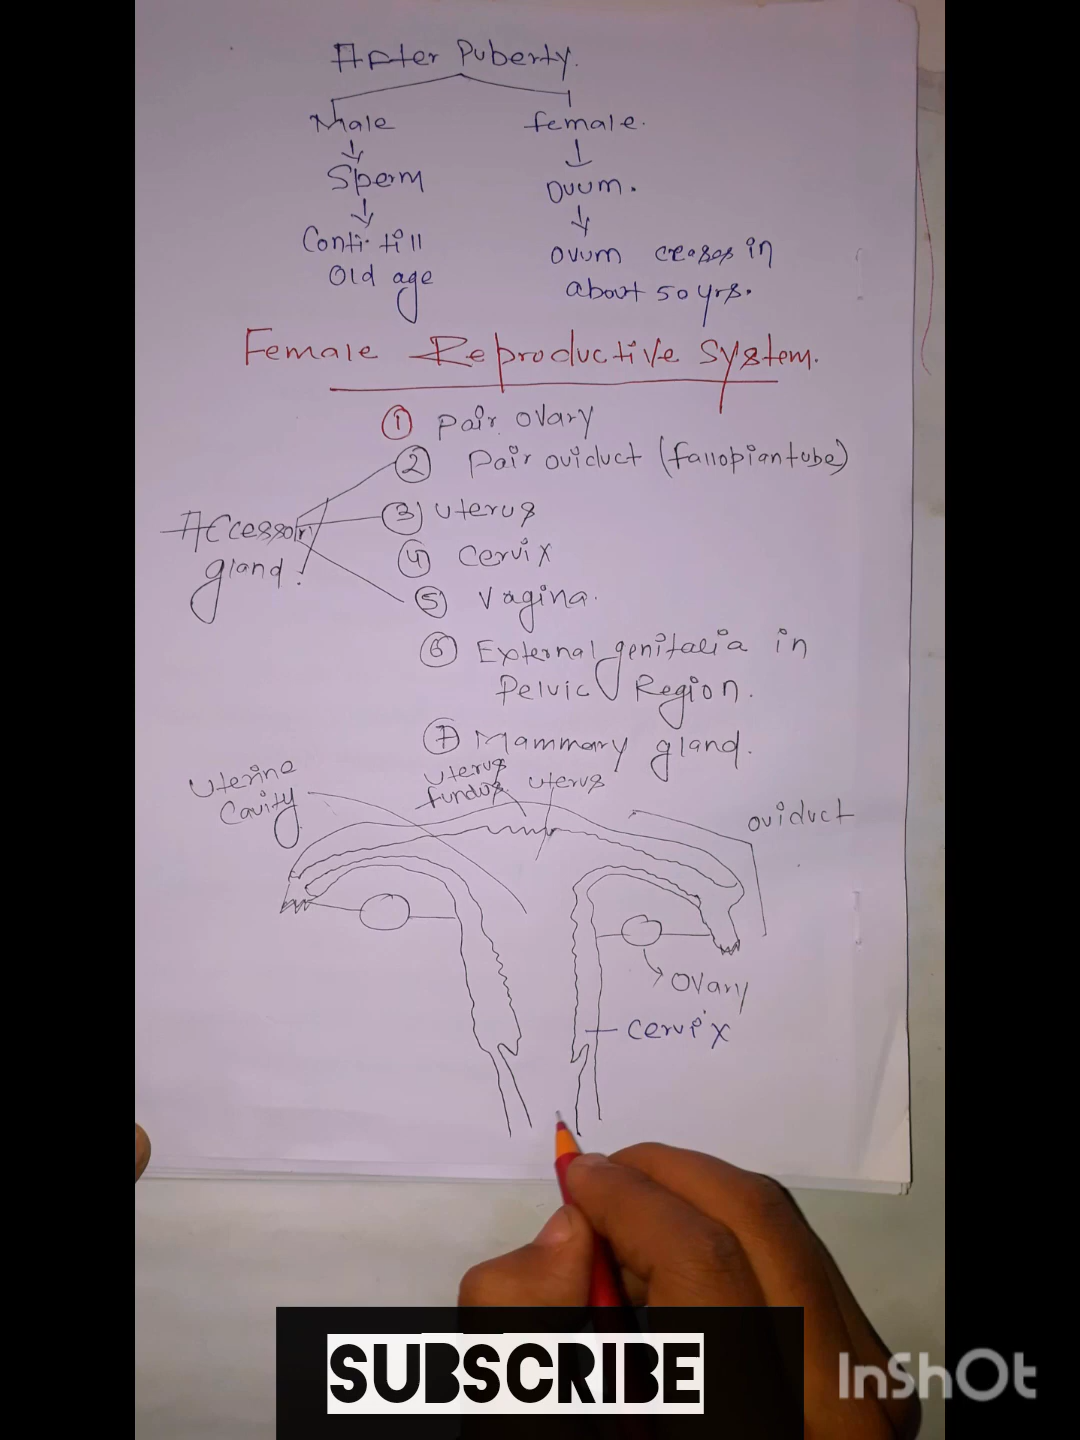 After Puberty.
Male female.
Sperm Ovum.
Conti. till
Old age
Ovum creases in
about 50 yrs.
Female Reproductive System.
① Pair ovary
② Pair oviduct (fallopian tube)
③ Uterus
Accessory
gland.
④ Cervix
⑤ Vagina.
⑥ External genitalia in
Pelvic Region.
⑦ Mammary gland.
Uterine
Cavity
Uterus
fundus
Uterus
Oviduct
Ovary
Cervix
SUBSCRIBE
InShOt